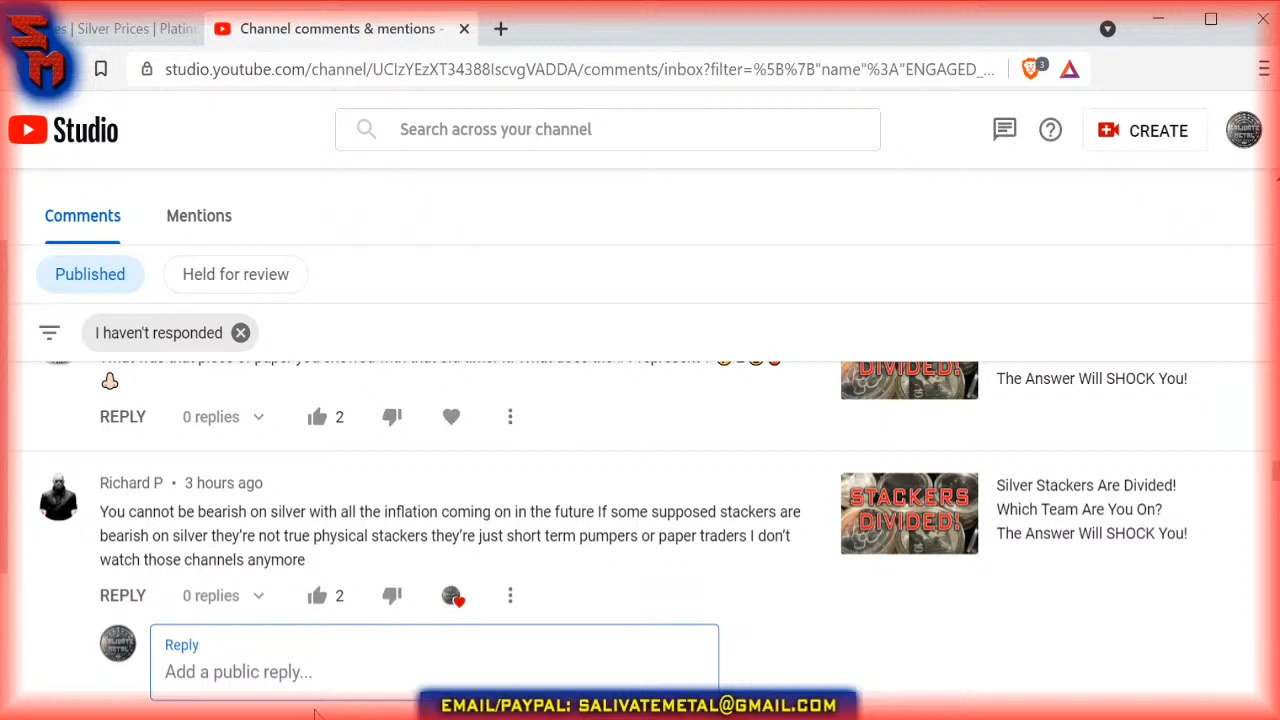 SM
es | Silver Prices | Platin
Channel comments & mentions -
studio.youtube.com/channel/UCIzYEzXT34388IscvgVADDA/comments/inbox?filter=%5B%7B"name"%3A"ENGAGED_...
3
Studio
Search across your channel
CREATE
Comments
Mentions
Published
Held for review
I haven't responded
REPLY
0 replies
2
DIVIDED!
The Answer Will SHOCK You!
Richard P • 3 hours ago
You cannot be bearish on silver with all the inflation coming on in the future If some supposed stackers are
bearish on silver they're not true physical stackers they're just short term pumpers or paper traders I don't
watch those channels anymore
STACKERS
DIVIDED!
Silver Stackers Are Divided!
Which Team Are You On?
The Answer Will SHOCK You!
REPLY
0 replies
2
Reply
Add a public reply...
EMAIL/PAYPAL: SALIVATEMETAL@GMAIL.COM